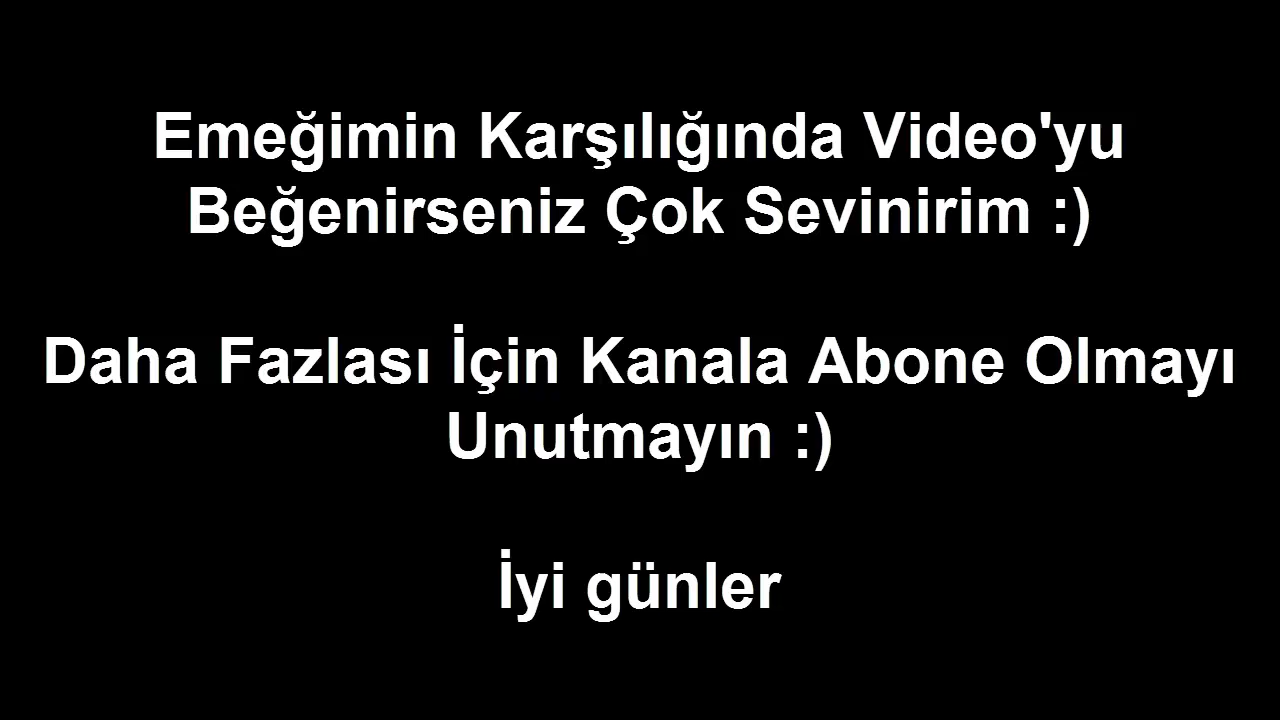 Emeğimin Karşılığında Video'yu
Beğenirseniz Çok Sevinirim :)
Daha Fazlası İçin Kanala Abone Olmayı
Unutmayın :)
İyi günler